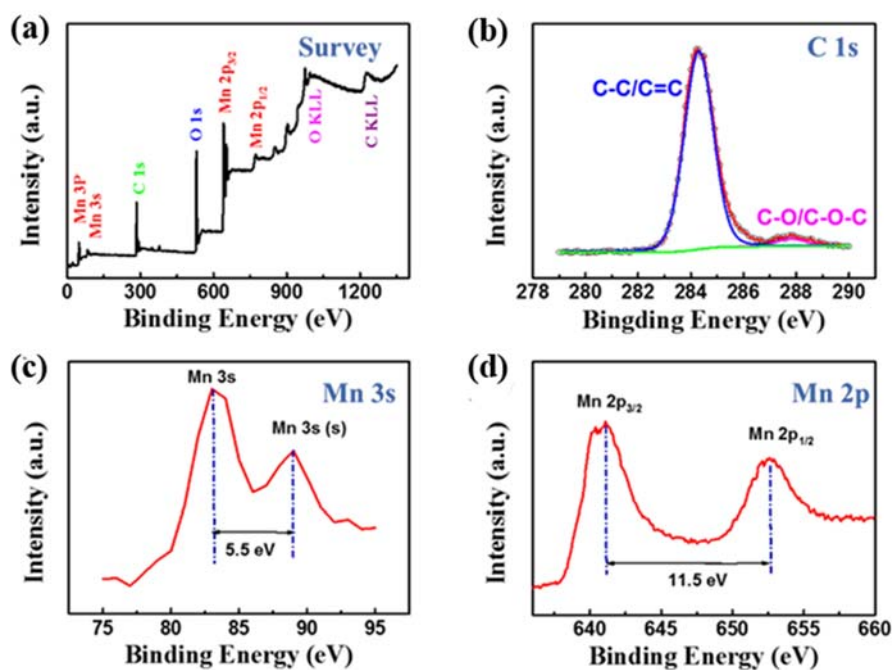 (a)
Survey
Mn 3P
Mn 3s
C 1s
O 1s
Mn 2p3/2
Mn 2p1/2
O KLL
C KLL
Intensity (a.u.)
0 300 600 900 1200
Binding Energy (eV)
(b)
C 1s
C-C/C=C
C-O/C-O-C
Intensity (a.u.)
278 280 282 284 286 288 290
Bingding Energy (eV)
(c)
Mn 3s
Mn 3s
Mn 3s (s)
5.5 eV
Intensity (a.u.)
75 80 85 90 95
Binding Energy (eV)
(d)
Mn 2p
Mn 2p3/2
Mn 2p1/2
11.5 eV
Intensity (a.u.)
640 645 650 655 660
Binding Energy (eV)